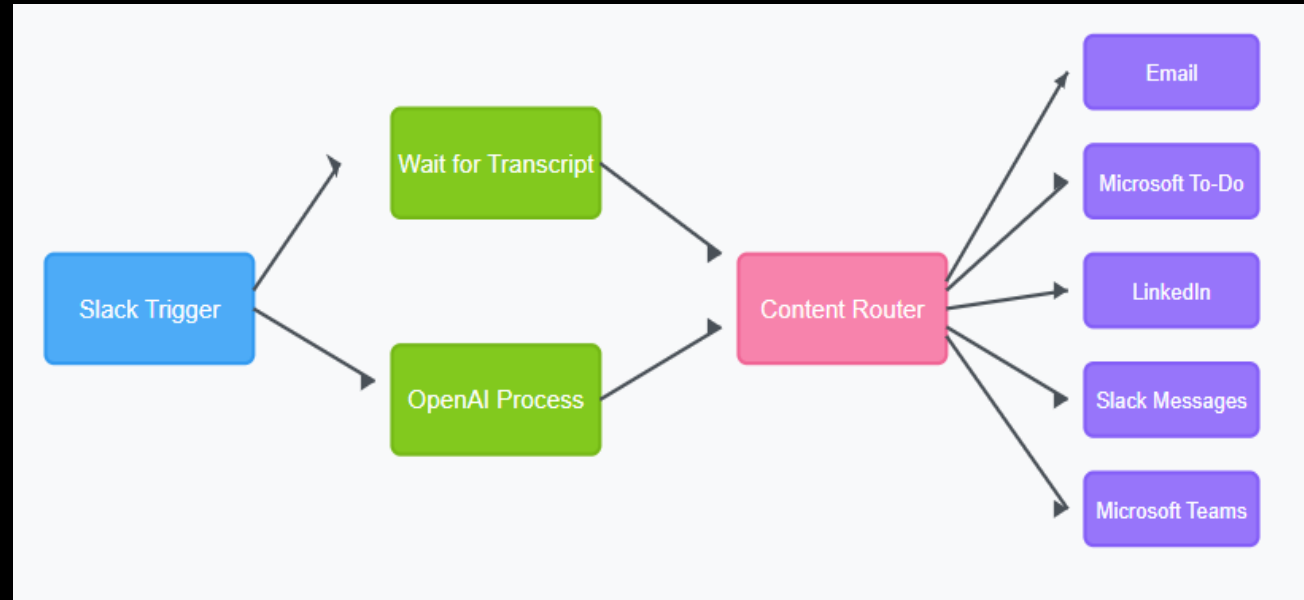 Slack Trigger
Wait for Transcript
OpenAI Process
Content Router
Email
Microsoft To-Do
LinkedIn
Slack Messages
Microsoft Teams